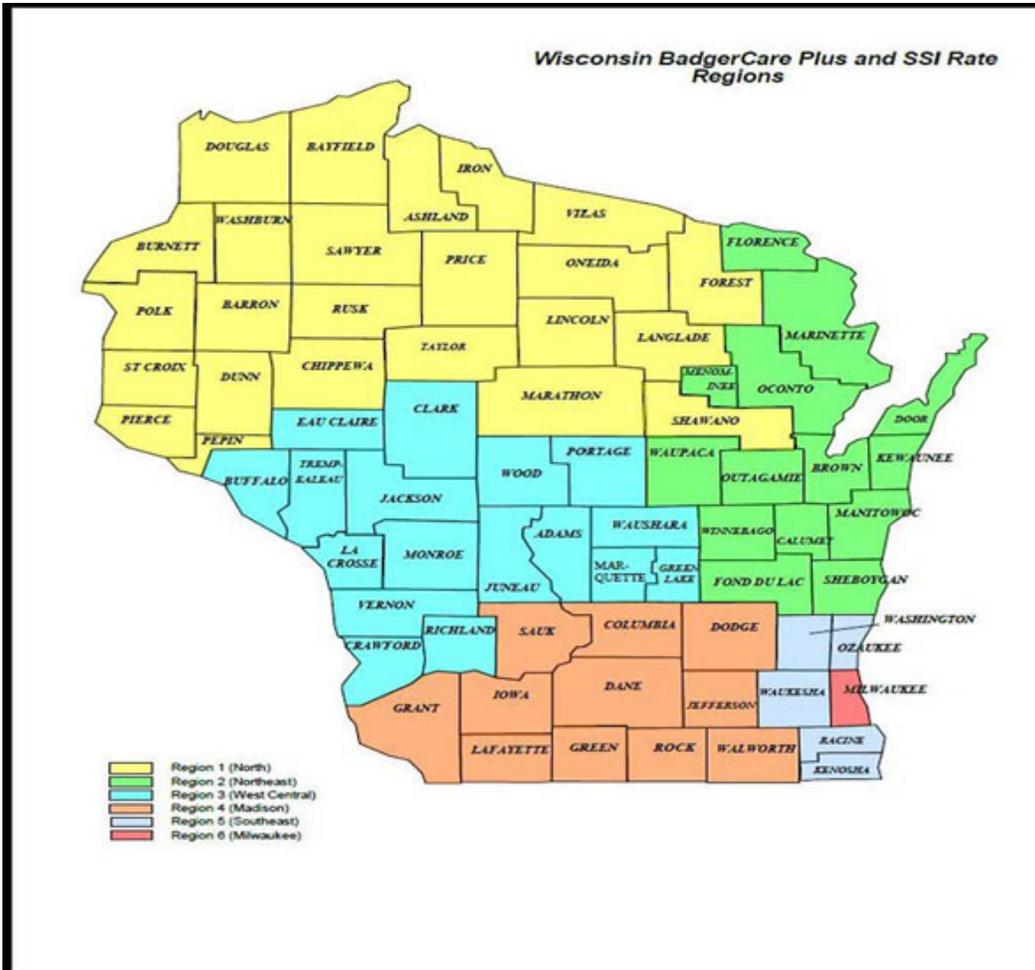 Wisconsin BadgerCare Plus and SSI Rate
Regions
DOUGLAS
BAYFIELD
IRON
ASHLAND
VILAS
WASHBURN
BURNETT
SAWYER
PRICE
ONEIDA
FLORENCE
FOREST
POLK
BARRON
RUSK
LINCOLN
LANGLADE
MARINETTE
TAYLOR
ST CROIX
DUNN
CHIPPEWA
MENOM-
INEE
OCONTO
MARATHON
CLARK
PIERCE
EAU CLAIRE
SHAWANO
DOOR
PEPIN
PORTAGE
WAUPACA
KEWAUNEE
BROWN
OUTAGAMIE
WOOD
BUFFALO
TREMP-
EALEAU
JACKSON
MANITOWOC
WAUSHARA
ADAMS
WINNEBAGO
CALUMET
LA
CROSSE
MONROE
MAR-
QUETTE
GREEN
LAKE
JUNEAU
FOND DU LAC
SHEBOYGAN
VERNON
WASHINGTON
RICHLAND
SAUK
COLUMBIA
DODGE
CRAWFORD
OZAUKEE
DANE
IOWA
WAUKESHA
MILWAUKEE
GRANT
JEFFERSON
LAFAYETTE
GREEN
ROCK
WALWORTH
RACINE
KENOSHA
Region 1 (North)
Region 2 (Northeast)
Region 3 (West Central)
Region 4 (Madison)
Region 5 (Southeast)
Region 6 (Milwaukee)